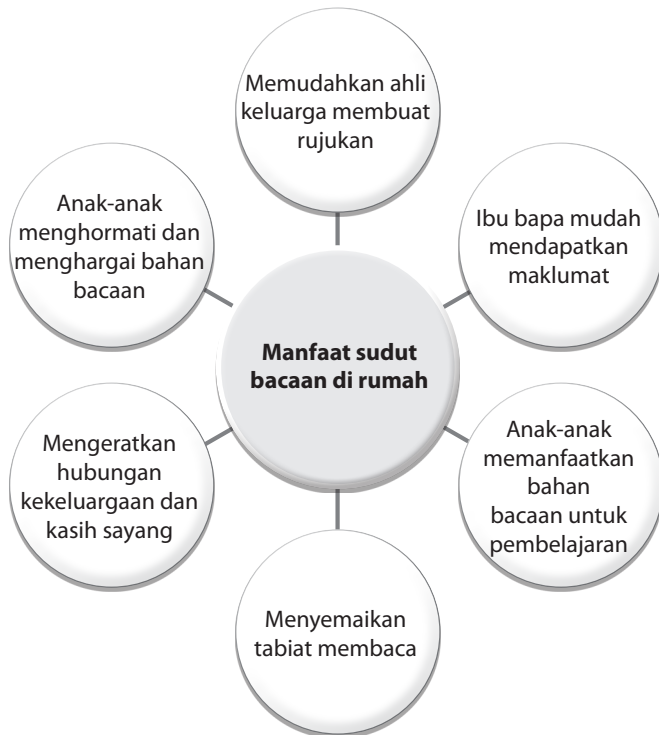 Memudahkan ahli
keluarga membuat
rujukan
Anak-anak
menghormati dan
menghargai bahan
bacaan
Ibu bapa mudah
mendapatkan
maklumat
Manfaat sudut
bacaan di rumah
Mengeratkan
hubungan
kekeluargaan dan
kasih sayang
Anak-anak
memanfaatkan
bahan
bacaan untuk
pembelajaran
Menyemaikan
tabiat membaca